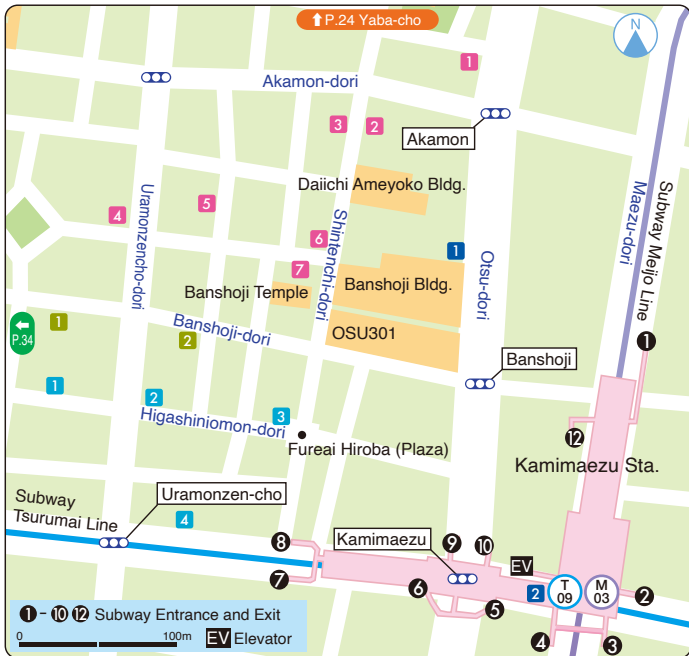 P.24 Yaba-cho
N
1
Akamon-dori
3
2
Akamon
Daiichi Ameyoko Bldg.
Maezu-dori
Subway Meijo Line
Uramonzencho-dori
5
4
Shintenchi-dori
6
1
Otsu-dori
7
Banshoji Bldg.
Banshoji Temple
P.34
1
Banshoji-dori
2
OSU301
1
Banshoji
1
2
3
Higashiniomon-dori
12
Fureai Hiroba (Plaza)
Kamimaezu Sta.
Subway
Tsurumai Line
Uramonzen-cho
4
8
Kamimaezu
9
10
EV
7
6
5
2
T
09
M
03
2
4
3
1 - 10 12 Subway Entrance and Exit
0 100m EV Elevator